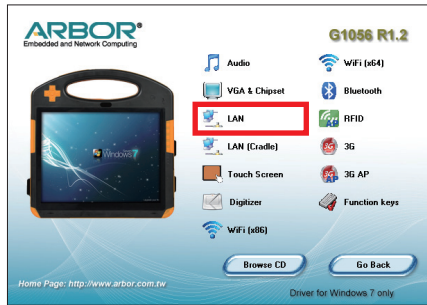 ARBOR®
Embedded and Network Computing
G1056 R1.2
Audio
VGA & Chipset
LAN
LAN (Cradle)
Touch Screen
Digitizer
WiFi (x86)
WiFi (x64)
Bluetooth
RFID
3G
3G AP
Function keys
Windows 7
Browse CD
Go Back
Home Page: http://www.arbor.com.tw
Driver for Windows 7 only